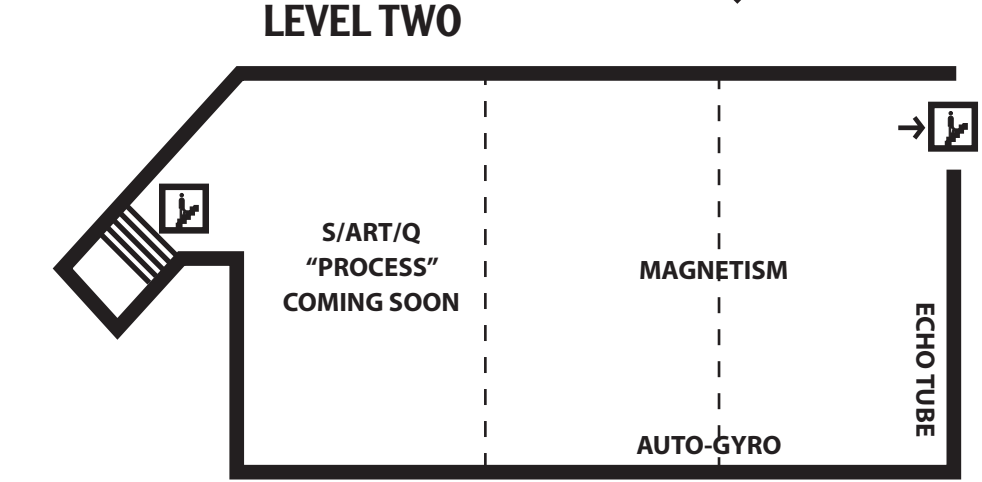 LEVEL TWO
S/ART/Q
“PROCESS”
COMING SOON
MAGNETISM
ECHO TUBE
AUTO-GYRO